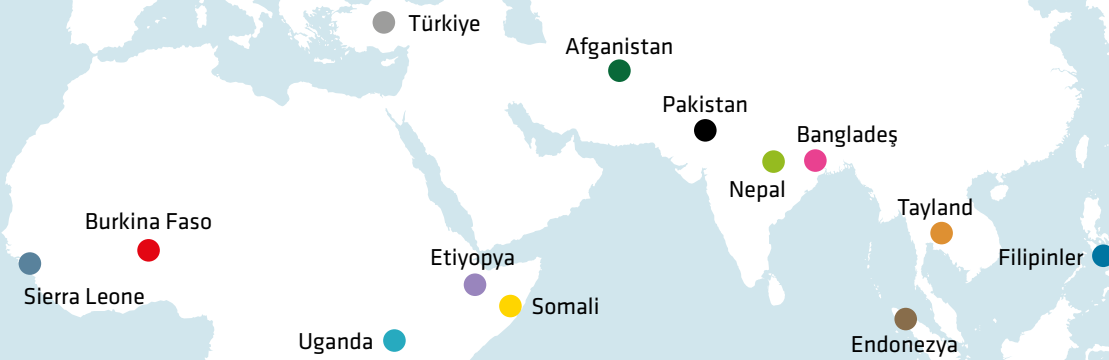 Türkiye
Afganistan
Pakistan
Bangladeş
Nepal
Tayland
Burkina Faso
Etiyopya
Filipinler
Sierra Leone
Somali
Uganda
Endonezya